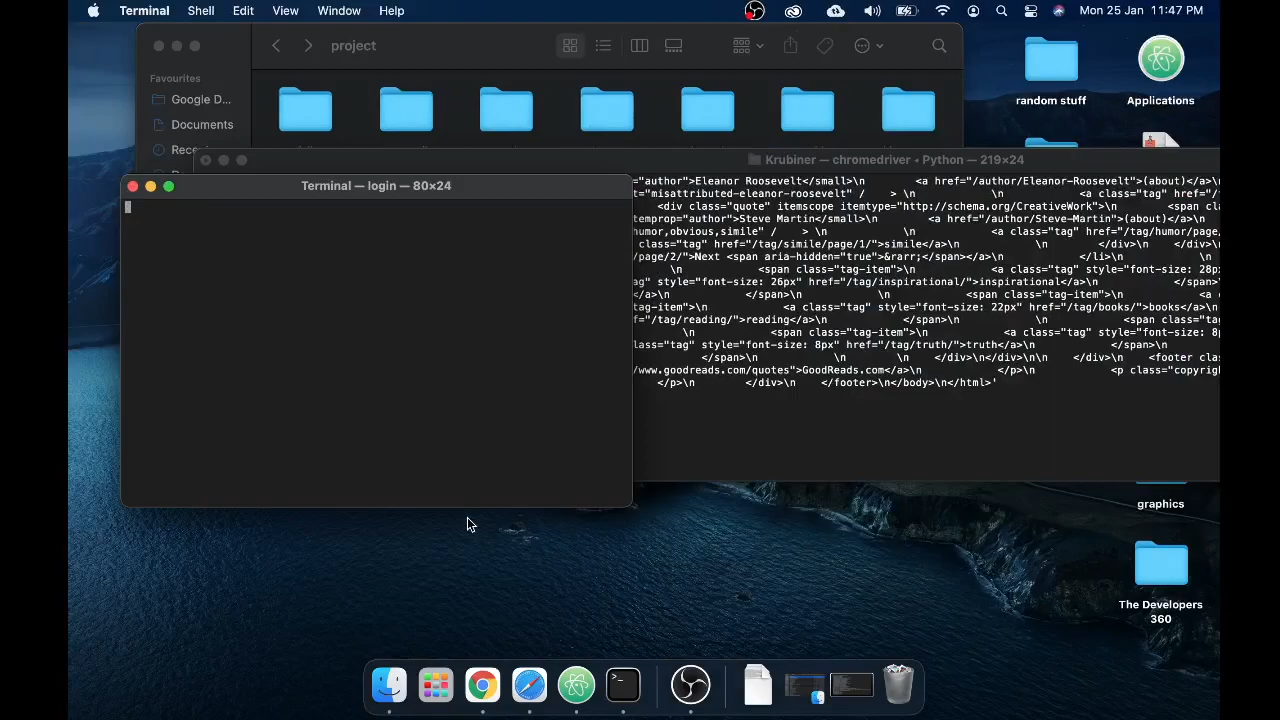 Terminal Shell Edit View Window Help Mon 25 Jan 11:47 PM
project
Favourites
Google D...
Documents
random stuff
Applications
Krubiner — chromedriver ◂ Python — 219×24
Terminal — login — 80×24
="author">Eleanor Roosevelt</small>\n <a href="/author/Eleanor-Roosevelt">(about)</a>\n
t="misattributed-eleanor-roosevelt" / > \n \n <a class="tag" href="
<div class="quote" itemscope itemtype="http://schema.org/CreativeWork">\n <span c
temprop="author">Steve Martin</small>\n <a href="/author/Steve-Martin">(about)</a>\n
humor,obvious,simile" / > \n \n <a class="tag" href="/tag/humor/page,
class="tag" href="/tag/simile/page/1/">simile</a>\n \n </div>\n </div>\n
/page/2/">Next <span aria-hidden="true">&rarr;</span></a>\n </li>\n
\n <span class="tag-item">\n <a class="tag" style="font-size: 28p
ag" style="font-size: 26px" href="/tag/inspirational/">inspirational</a>\n </span>\
</a>\n </span>\n \n <span class="tag-item">\n <a c
tag-item">\n <a class="tag" style="font-size: 22px" href="/tag/books/">books</a>\n
f="/tag/reading/">reading</a>\n </span>\n \n <span class="
\n <span class="tag-item">\n <a class="tag" style="font-size: 8p
class="tag" style="font-size: 8px" href="/tag/truth/">truth</a>\n </span>\n
</span>\n \n \n </div>\n</div>\n\n </div>\n <footer cla
/www.goodreads.com/quotes">GoodReads.com</a>\n </p>\n <p class="copyrig
</p>\n </div>\n </footer>\n</body>\n</html>'
graphics
The Developers
360